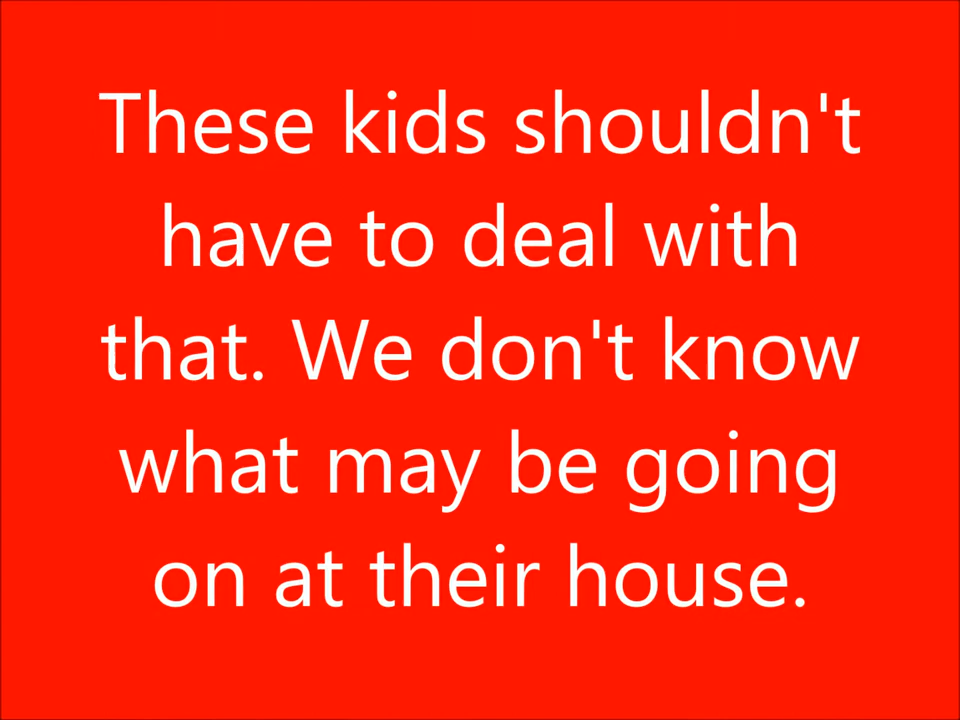 These kids shouldn't
have to deal with
that. We don't know
what may be going
on at their house.